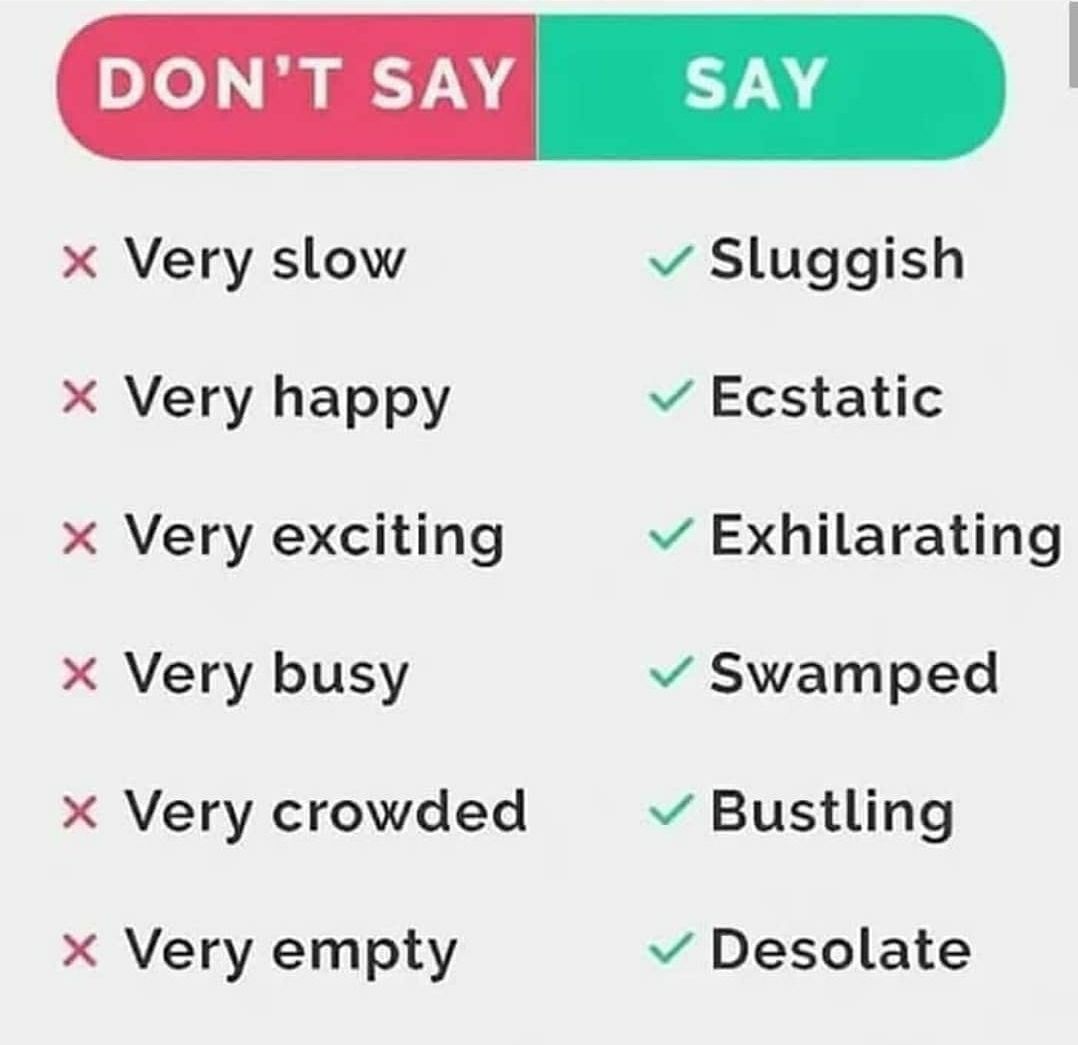 DON'T SAY SAY
× Very slow ✓ Sluggish
× Very happy ✓ Ecstatic
× Very exciting ✓ Exhilarating
× Very busy ✓ Swamped
× Very crowded ✓ Bustling
× Very empty ✓ Desolate